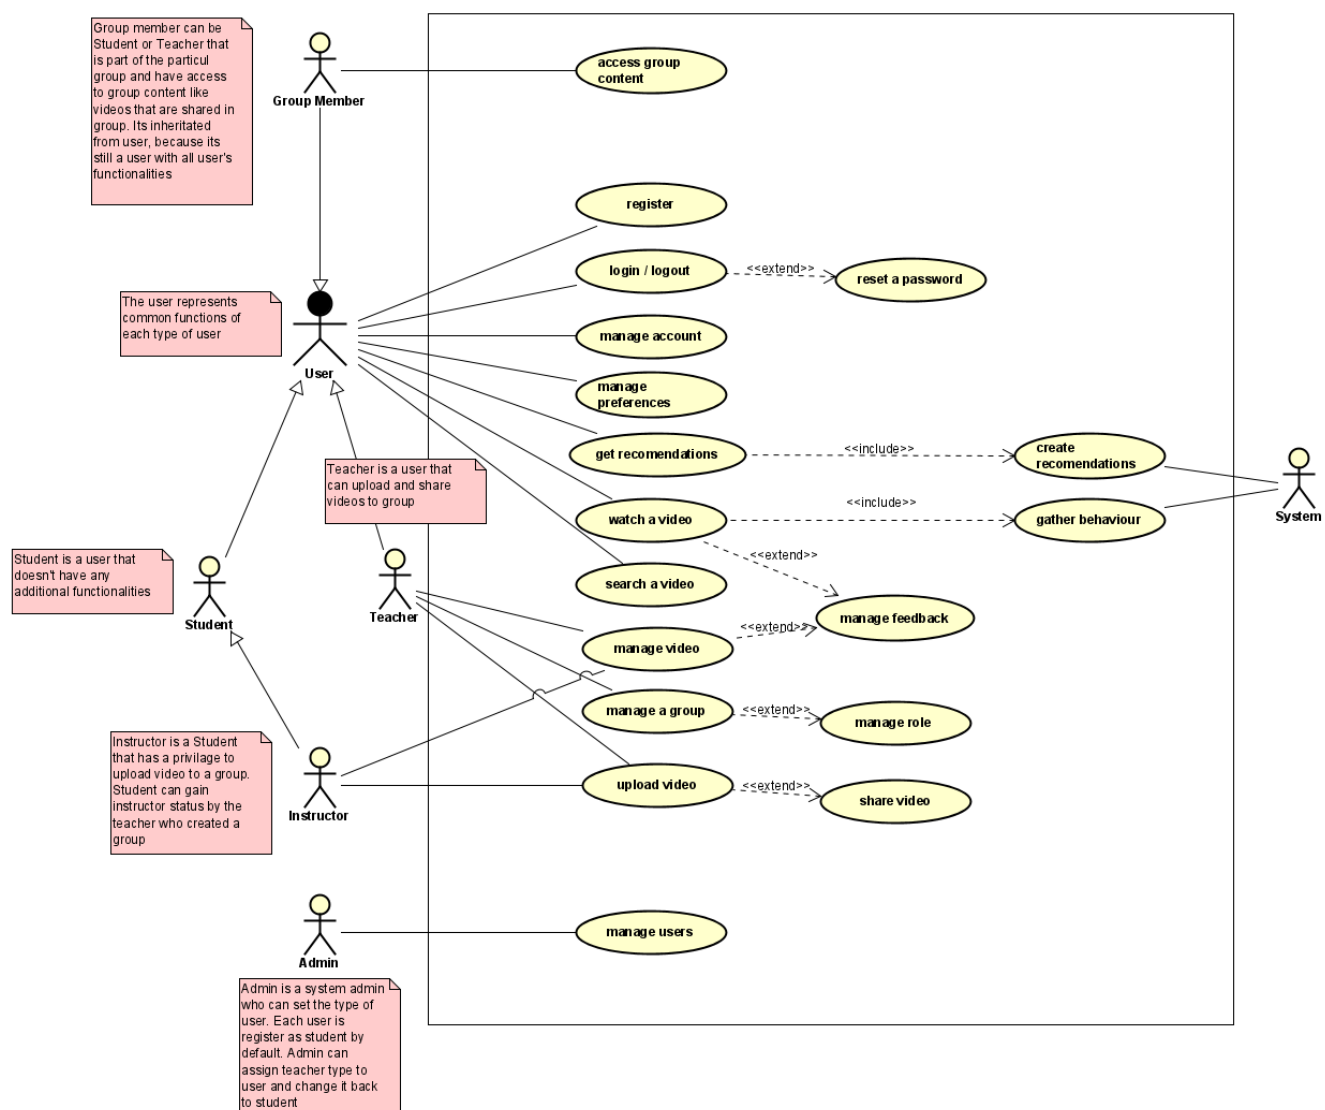 Group member can be
Student or Teacher that
is part of the particul
group and have access
to group content like
videos that are shared in
group. Its inheritated
from user, because its
still a user with all user's
functionalities
Group Member
access group
content
register
login / logout
<<extend>>
reset a password
The user represents
common functions of
each type of user
User
manage account
manage
preferences
get recomendations
<<include>>
create
recomendations
Teacher is a user that
can upload and share
videos to group
watch a video
<<include>>
gather behaviour
System
<<extend>>
Student is a user that
doesn't have any
additional functionalities
Student
Teacher
search a video
manage feedback
manage video
<<extend>>
manage a group
<<extend>>
manage role
Instructor is a Student
that has a privilage to
upload video to a group.
Student can gain
instructor status by the
teacher who created a
group
Instructor
upload video
<<extend>>
share video
Admin
manage users
Admin is a system admin
who can set the type of
user. Each user is
register as student by
default. Admin can
assign teacher type to
user and change it back
to student